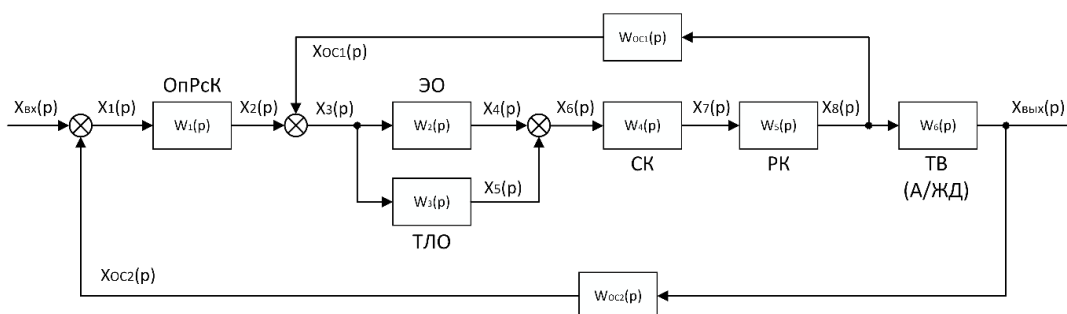 Wос1(p)
Xос1(p)
ОпРсК
ЭО
Xвх(p)
X1(p)
X2(p)
X3(p)
X4(p)
X6(p)
X7(p)
X8(p)
Xвых(p)
W1(p)
W2(p)
W4(p)
W5(p)
W6(p)
СК
РК
ТВ
(А/ЖД)
X5(p)
W3(p)
ТЛО
Xос2(p)
Wос2(p)